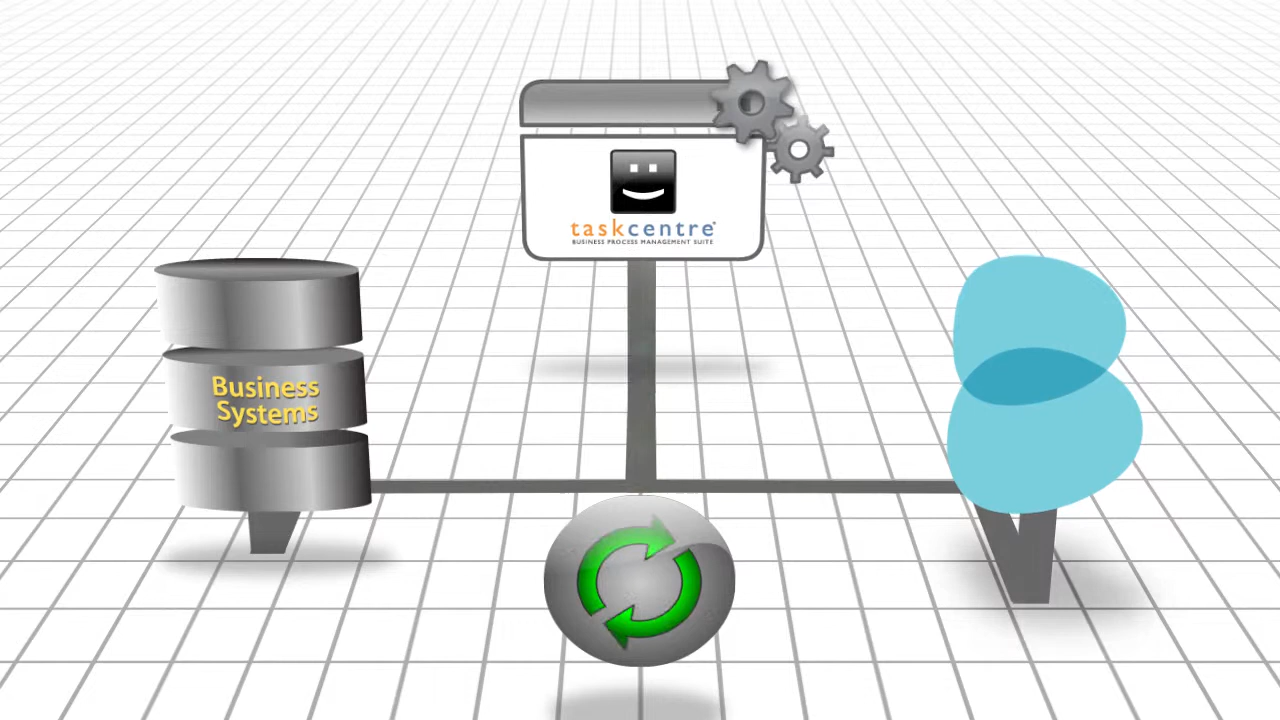 taskcentre®
BUSINESS PROCESS MANAGEMENT SUITE
Business
Systems